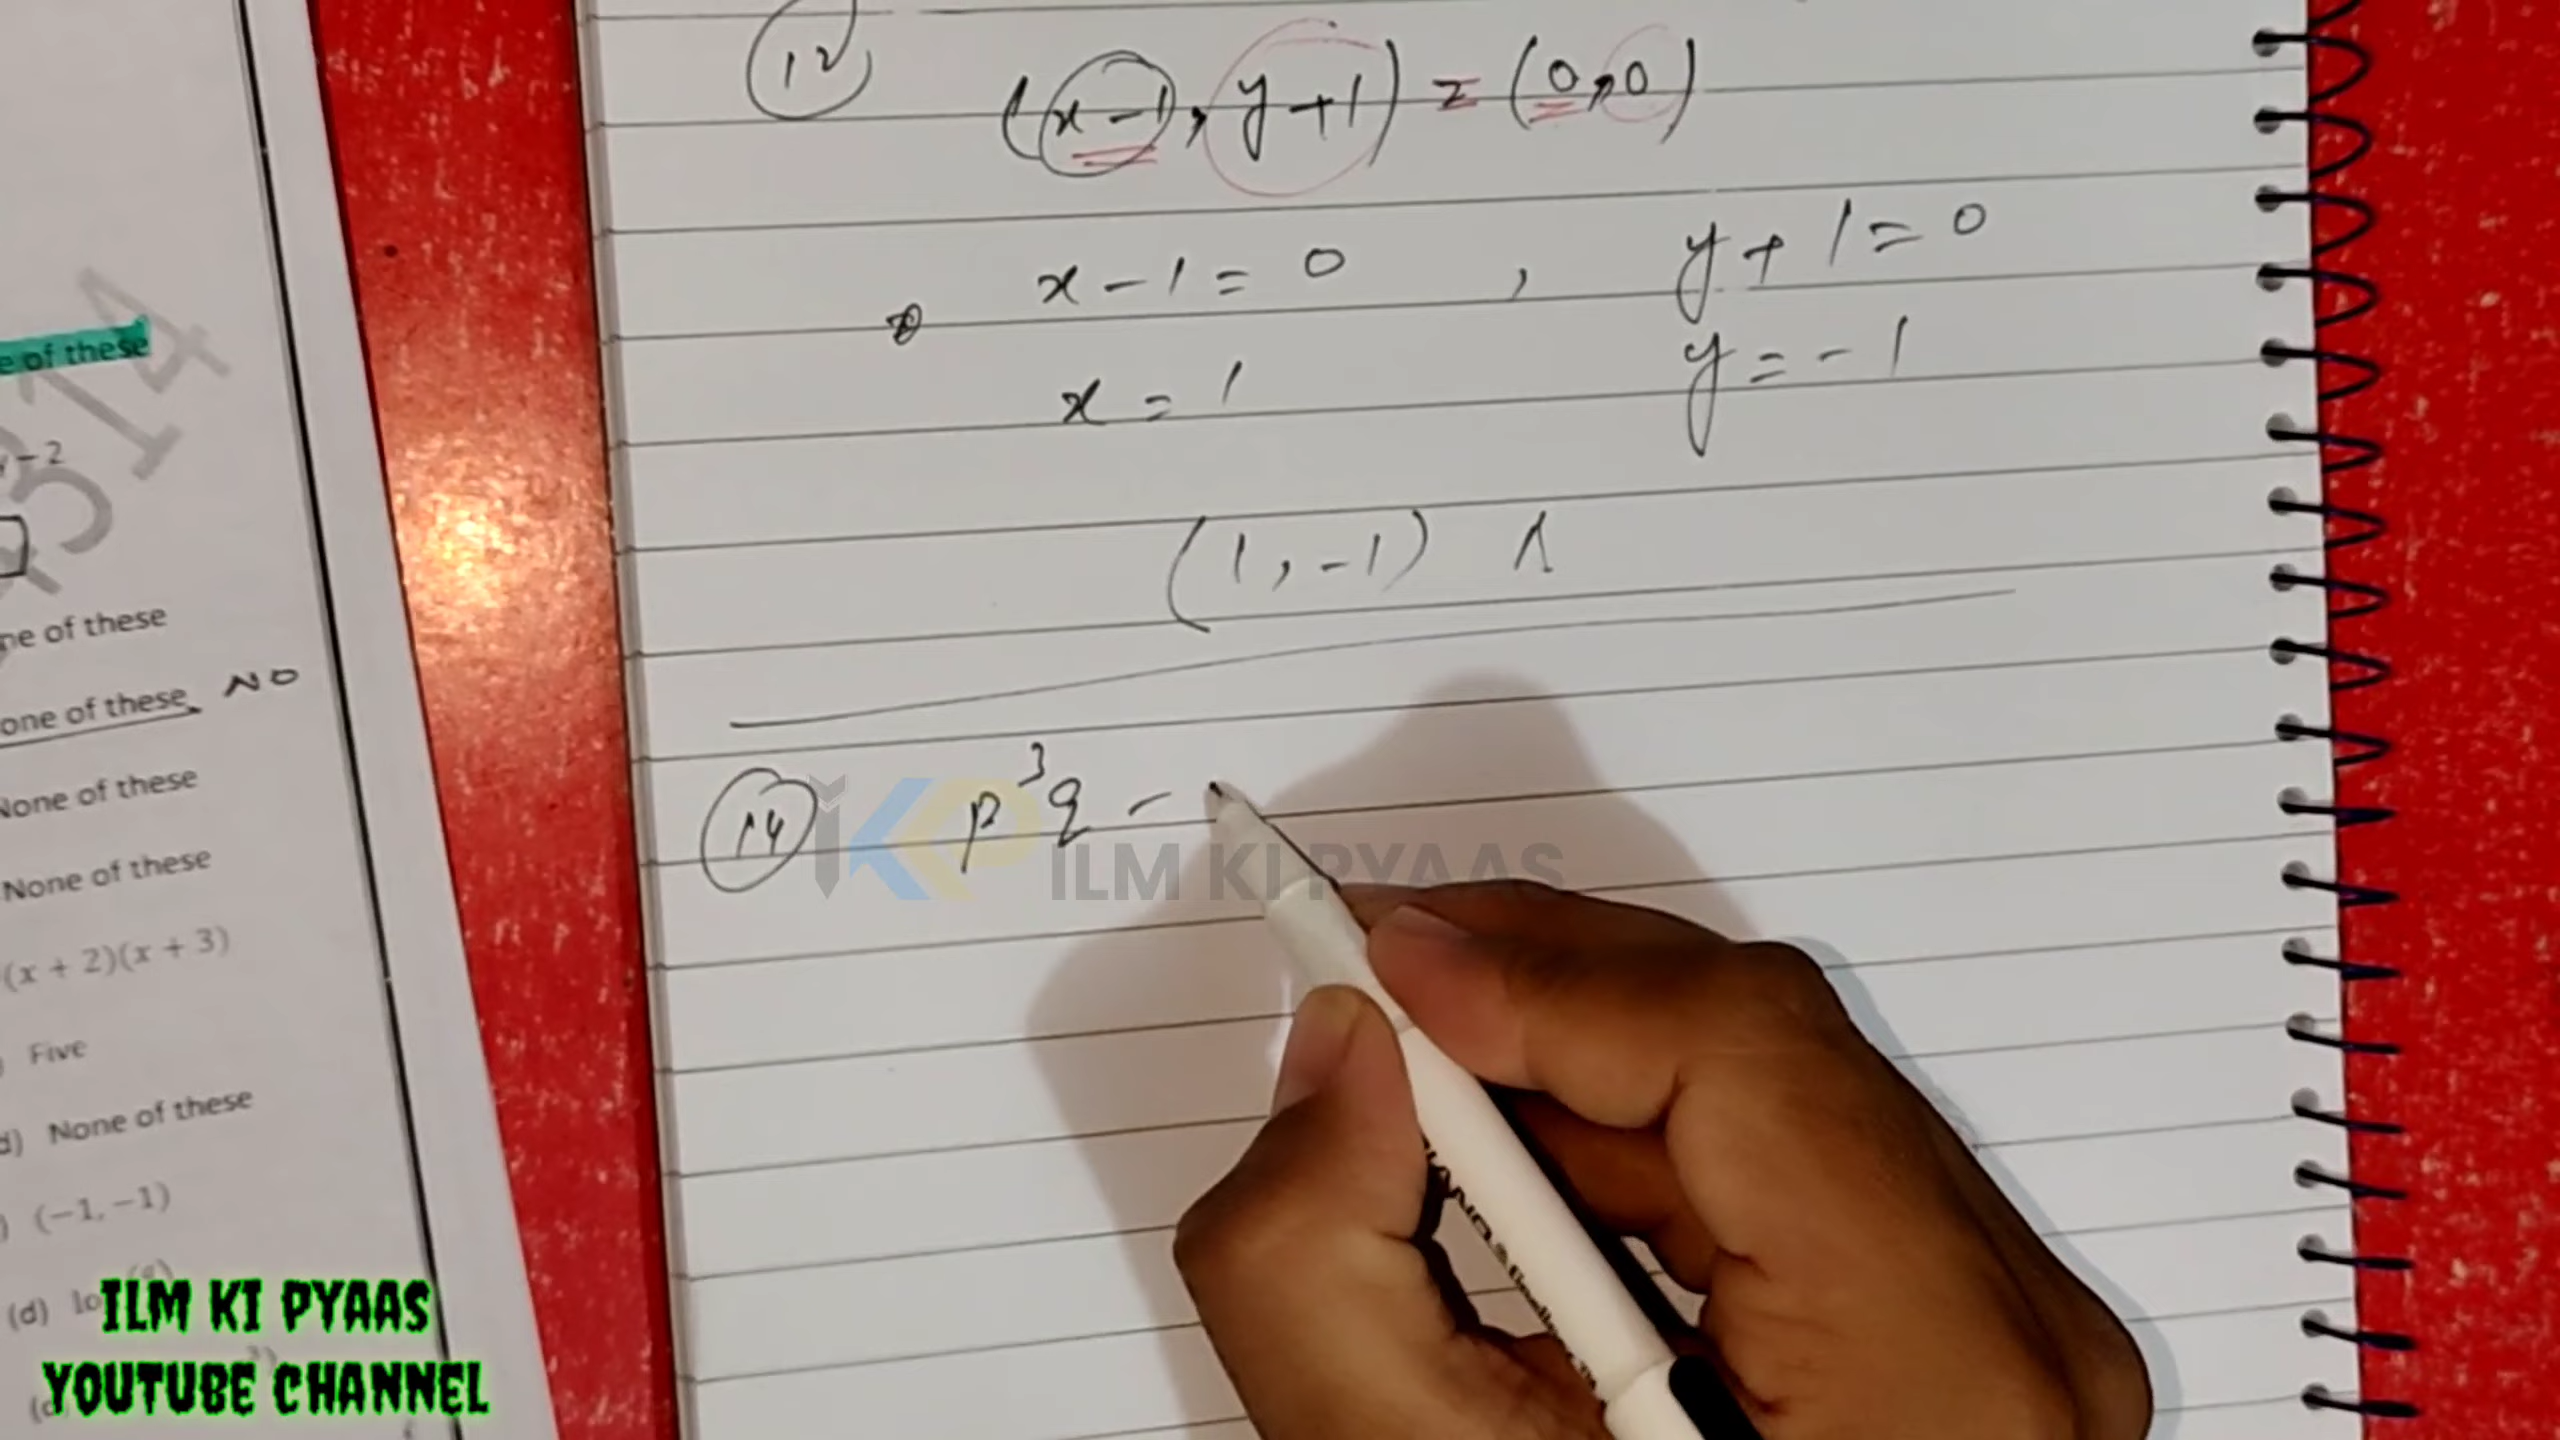 12
(x-1, y+1) = (0,0)
x-1=0 , y+1=0
x=1 y=-1
(1,-1)
14 p³q -
ILM KI PYAAS
e of these
-2
ne of these
one of these NO
None of these
None of these
(x + 2)(x + 3)
Five
d) None of these
) (−1, −1)
(d)
ILM KI PYAAS
YOUTUBE CHANNEL